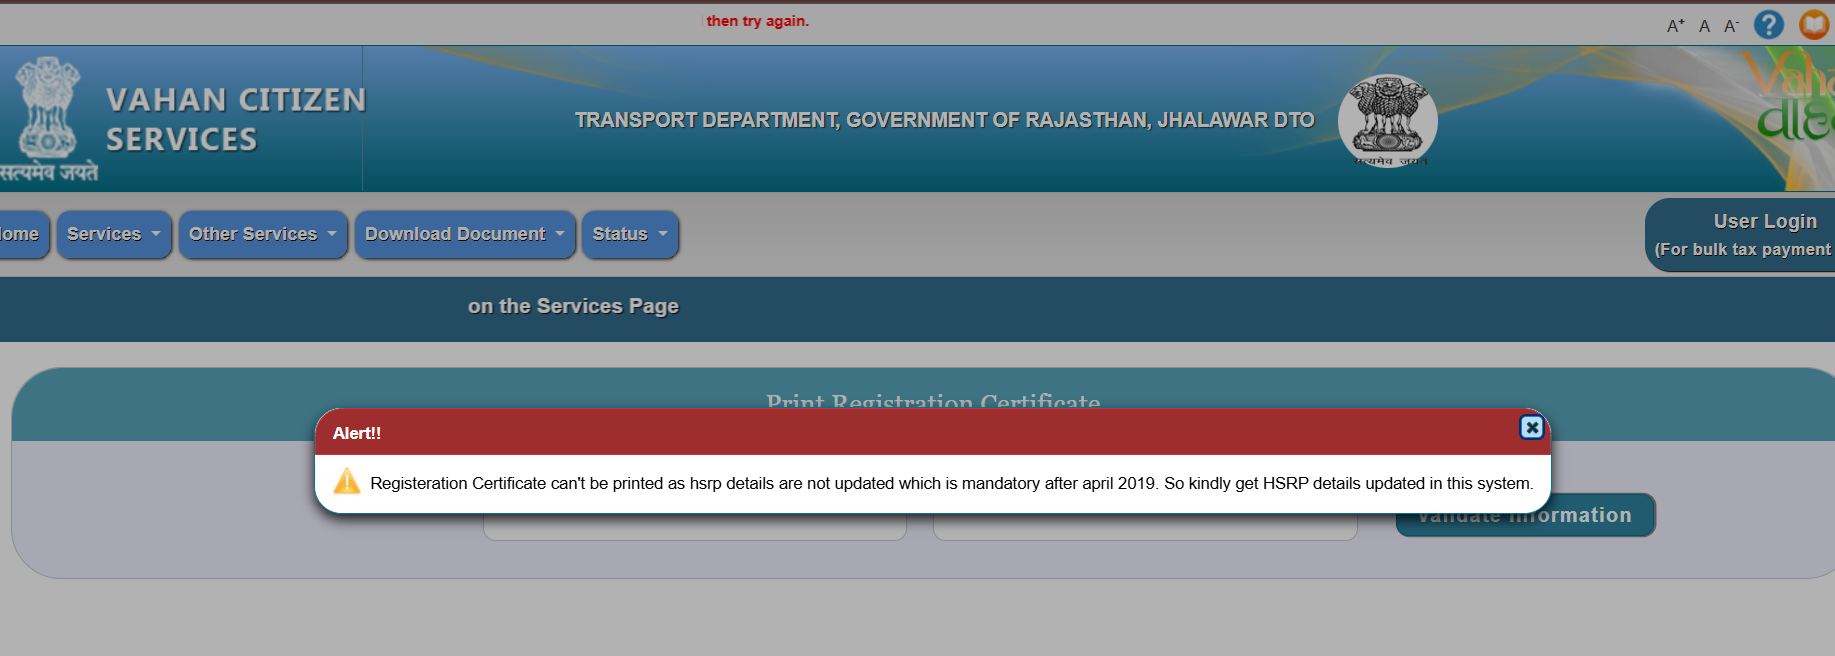 then try again.
A+ A A-
?
VAHAN CITIZEN
SERVICES
सत्यमेव जयते
TRANSPORT DEPARTMENT, GOVERNMENT OF RAJASTHAN, JHALAWAR DTO
सत्यमेव जयते
Services
Other Services
Download Document
Status
User Login
(For bulk tax payment
on the Services Page
Print Registration Certificate
Alert!!
Registeration Certificate can't be printed as hsrp details are not updated which is mandatory after april 2019. So kindly get HSRP details updated in this system.
Validate Information